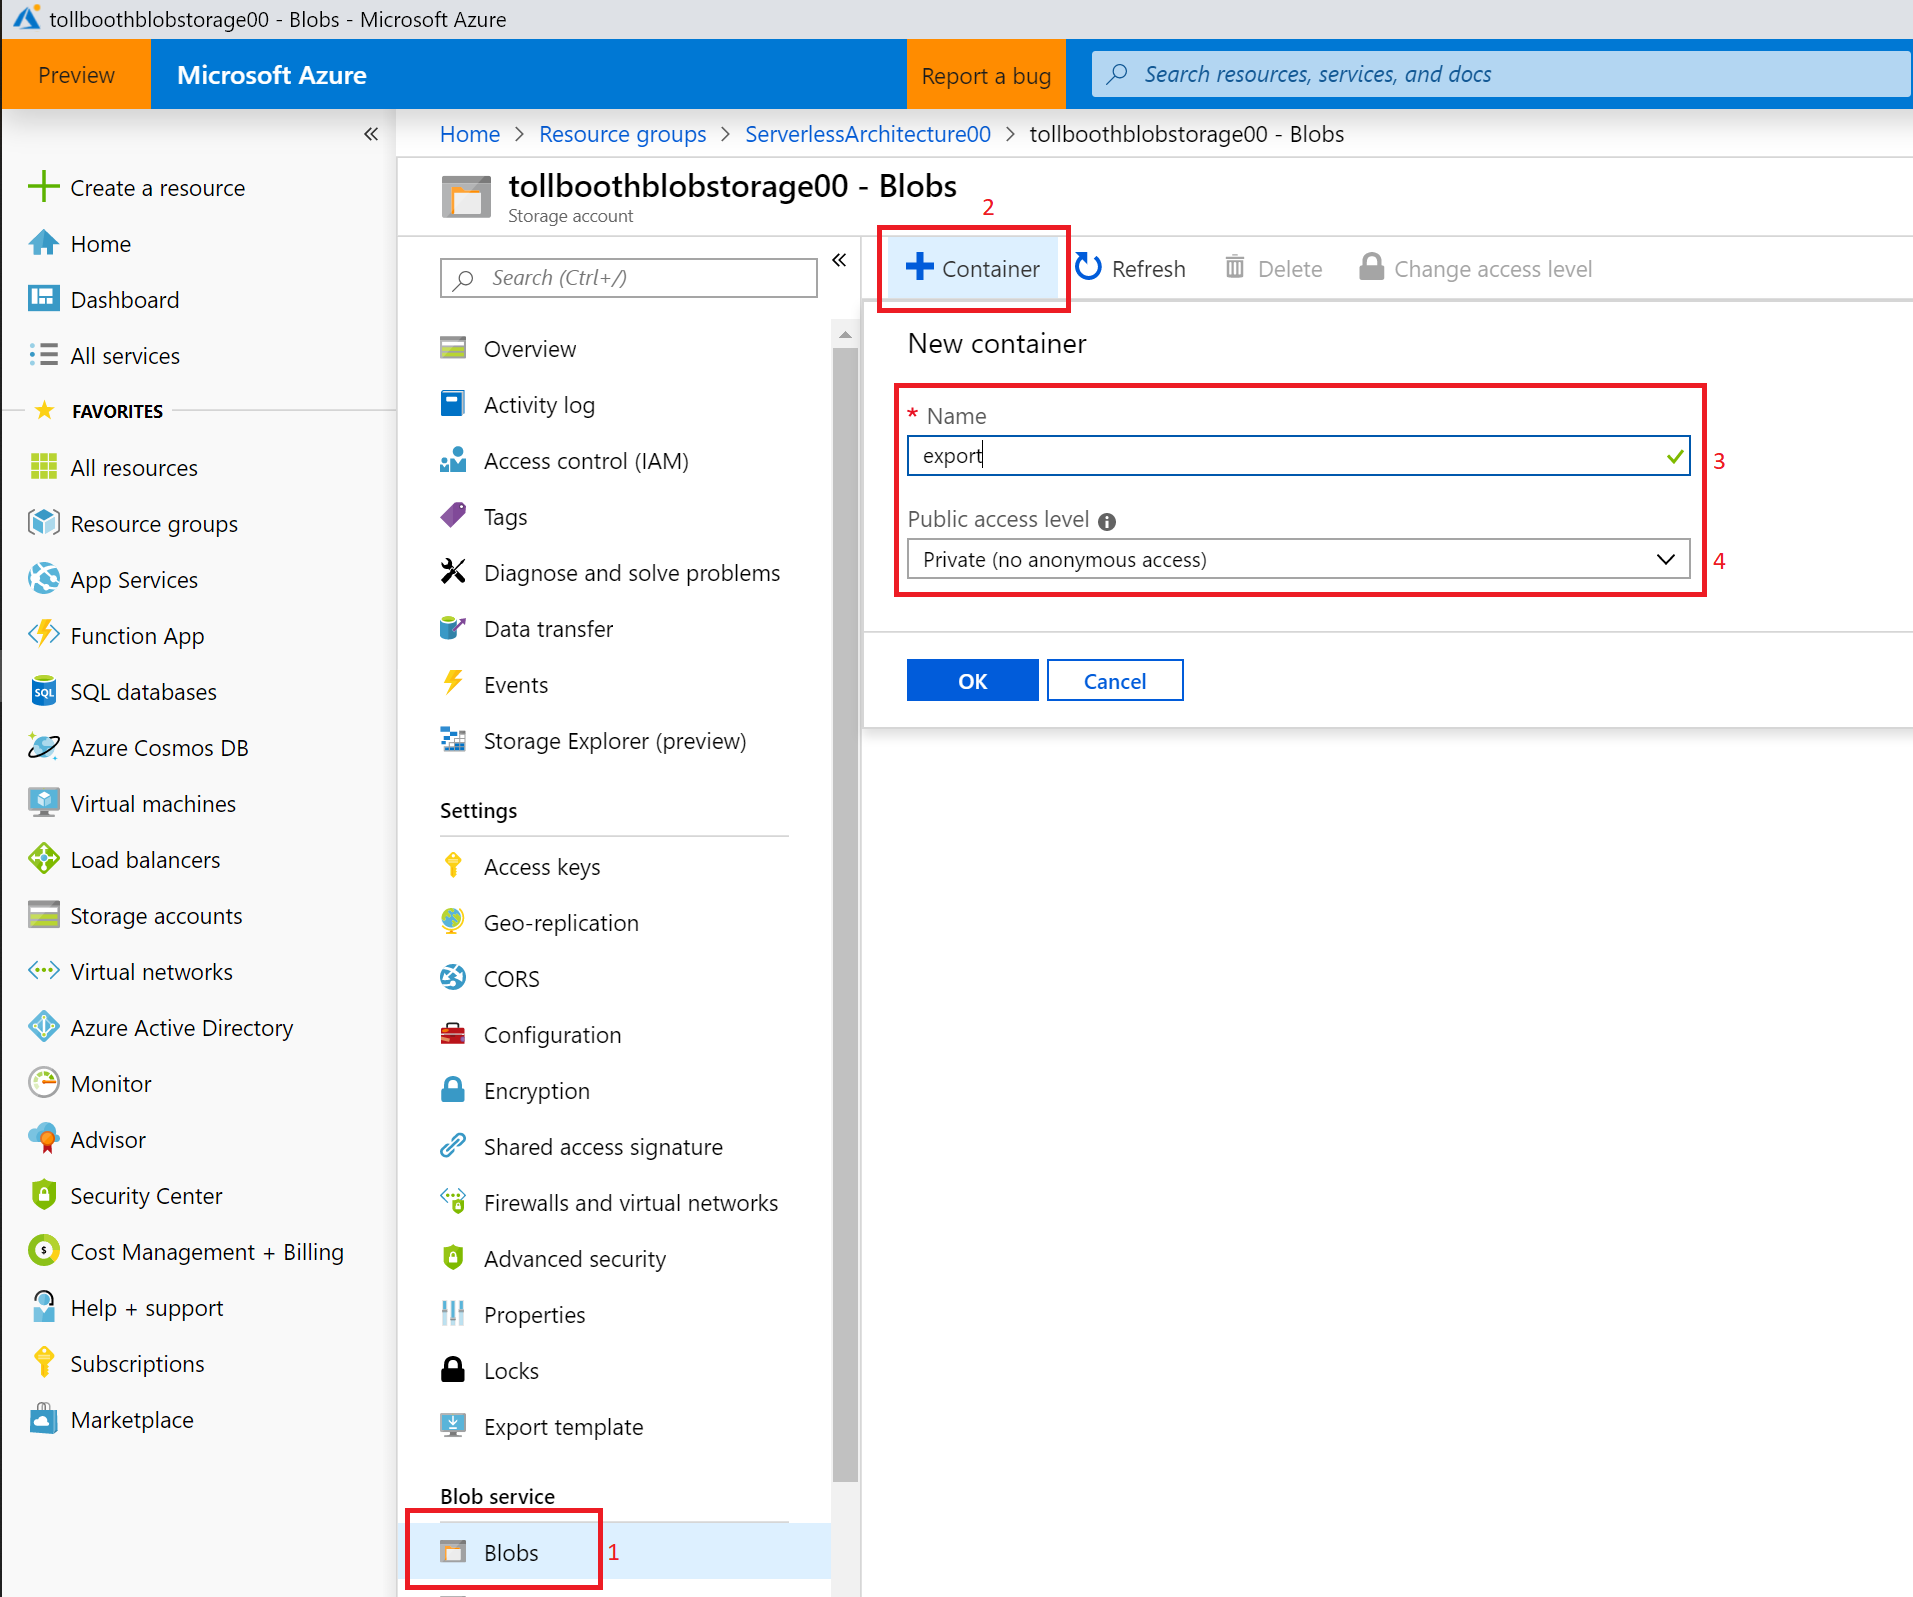 tollboothblobstorage00 - Blobs - Microsoft Azure
Preview
Microsoft Azure
Report a bug
Search resources, services, and docs
Create a resource
Home
Dashboard
All services
FAVORITES
All resources
Resource groups
App Services
Function App
SQL databases
Azure Cosmos DB
Virtual machines
Load balancers
Storage accounts
Virtual networks
Azure Active Directory
Monitor
Advisor
Security Center
Cost Management + Billing
Help + support
Subscriptions
Marketplace
Home > Resource groups > ServerlessArchitecture00 > tollboothblobstorage00 - Blobs
tollboothblobstorage00 - Blobs
Storage account
Search (Ctrl+/)
Overview
Activity log
Access control (IAM)
Tags
Diagnose and solve problems
Data transfer
Events
Storage Explorer (preview)
Settings
Access keys
Geo-replication
CORS
Configuration
Encryption
Shared access signature
Firewalls and virtual networks
Advanced security
Properties
Locks
Export template
Blob service
Blobs
1
2
Container
Refresh
Delete
Change access level
New container
* Name
export
3
Public access level
Private (no anonymous access)
4
OK
Cancel